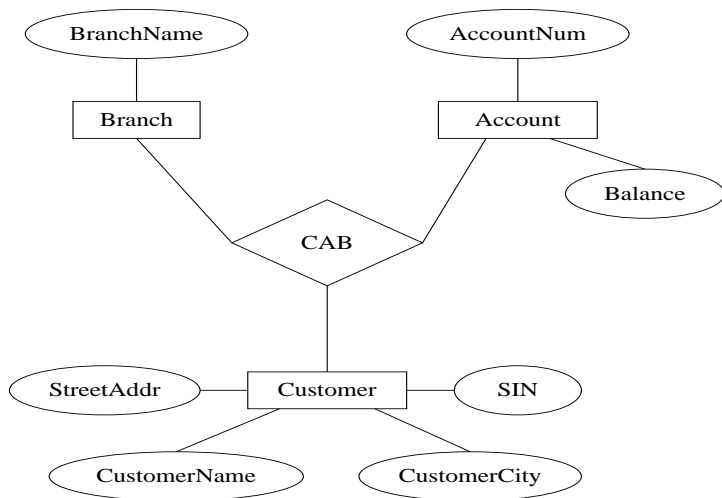 BranchName
AccountNum
Branch
Account
Balance
CAB
StreetAddr
Customer
SIN
CustomerName
CustomerCity